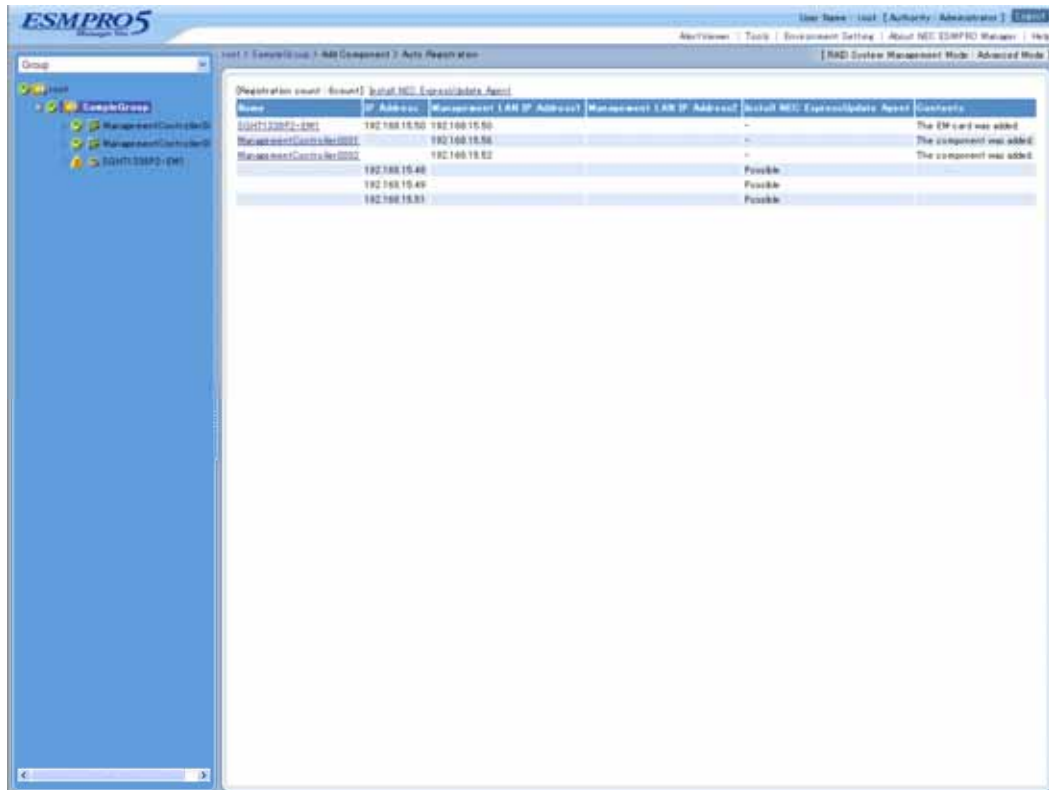 ESMPRO5
Manager Ver.
User Name : root [ Authority : Administrator ] Logout
AlertViewer | Tools | Environment Setting | About NEC ESMPRO Manager | Help
Group
root > SampleGroup > Add Component > Auto Registration
[ RAID System Management Mode : Advanced Mode ]
root
SampleGroup
ManagementController0
ManagementController0
[Registration count : 6count] Install NEC ExpressUpdate Agent
Name IP Address Management LAN IP Address1 Management LAN IP Address2 Install NEC ExpressUpdate Agent Contents
192.168.15.50 192.168.15.50 - The EM card was added.
ManagementController0001 192.168.15.56 - The component was added.
ManagementController0002 192.168.15.52 - The component was added.
192.168.15.48 Possible
192.168.15.49 Possible
192.168.15.51 Possible